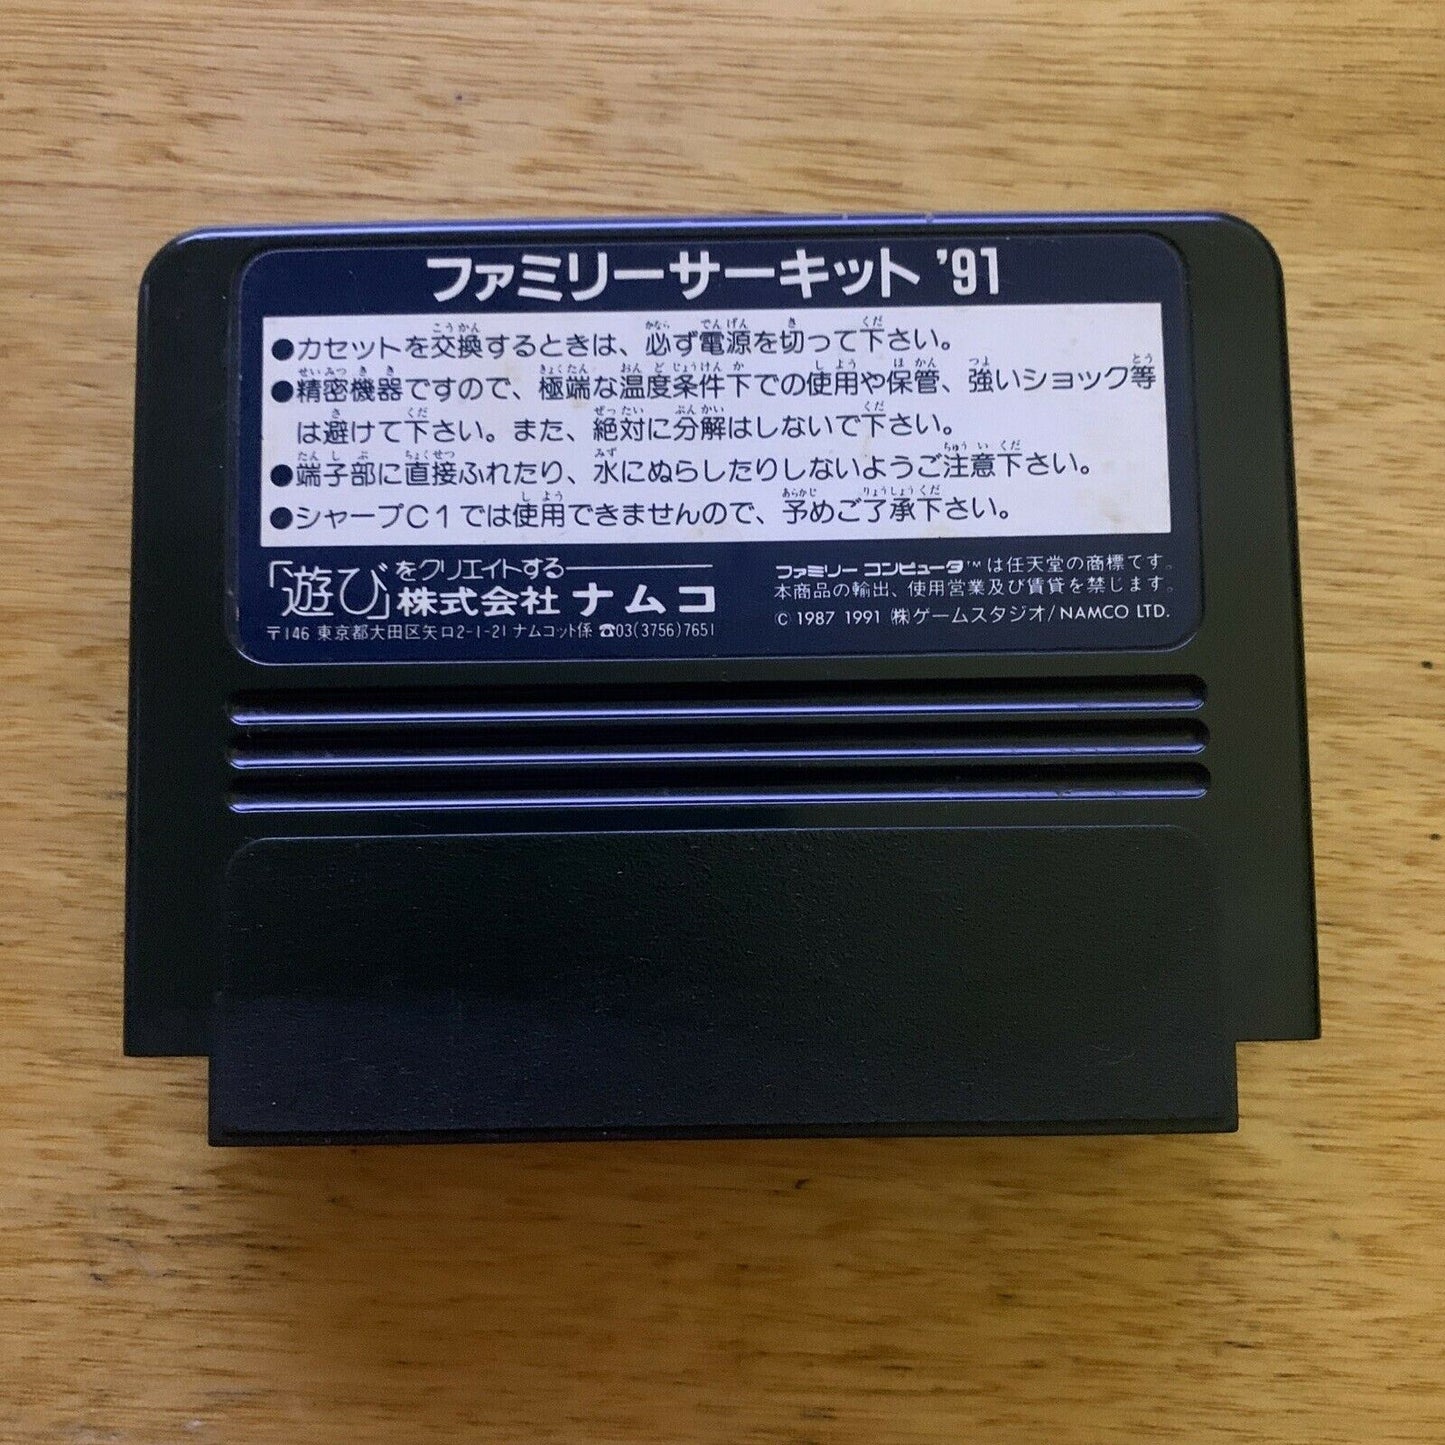 ファミリーサーキット '91
●カセットを交換するときは、必ず電源を切って下さい。
●精密機器ですので、極端な温度条件下での使用や保管、強いショック等
は避けて下さい。また、絶対に分解はしないで下さい。
●端子部に直接ふれたり、水にぬらしたりしないようご注意下さい。
●シャープC1では使用できませんので、予めご了承下さい。
「遊び」をクリエイトする
株式会社ナムコ
〒146 東京都大田区矢口2-1-21 ナムコット係 ☎03(3756)7651
ファミリーコンピュータ™は任天堂の商標です。
本商品の輸出、使用営業及び賃貸を禁じます。
© 1987 1991 ㈱ゲームスタジオ/NAMCO LTD.